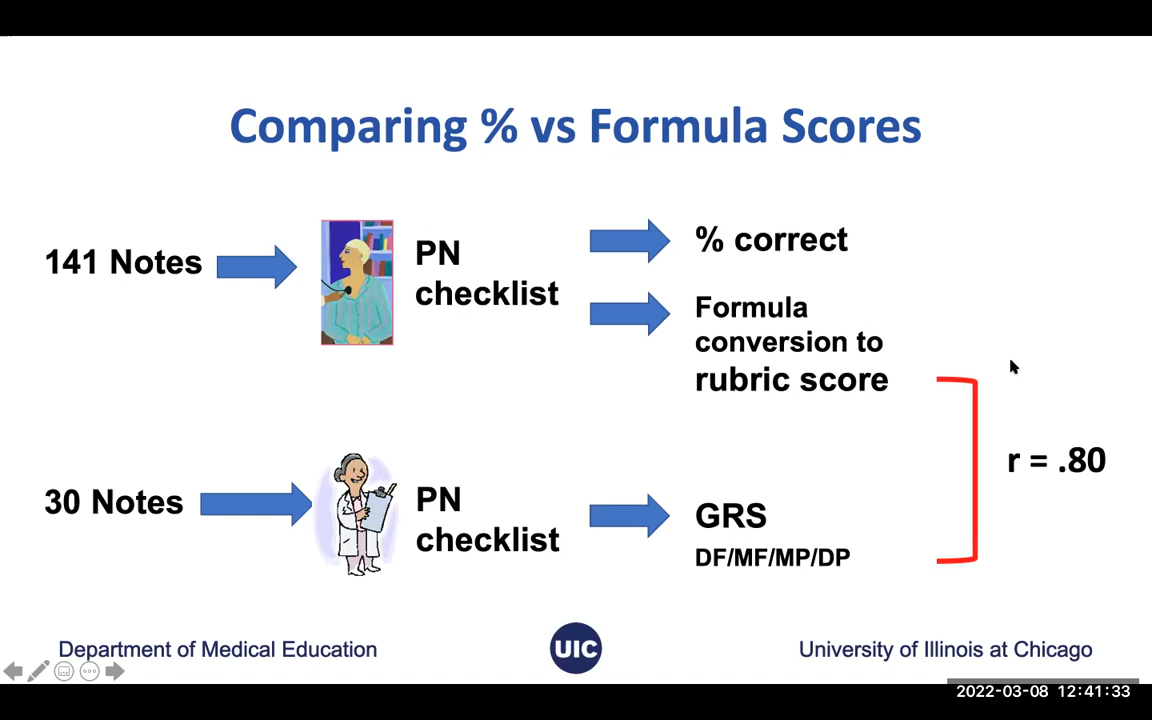 Comparing % vs Formula Scores
141 Notes
PN
checklist
% correct
Formula
conversion to
rubric score
r = .80
30 Notes
PN
checklist
GRS
DF/MF/MP/DP
Department of Medical Education
UIC
University of Illinois at Chicago
2022-03-08 12:41:33